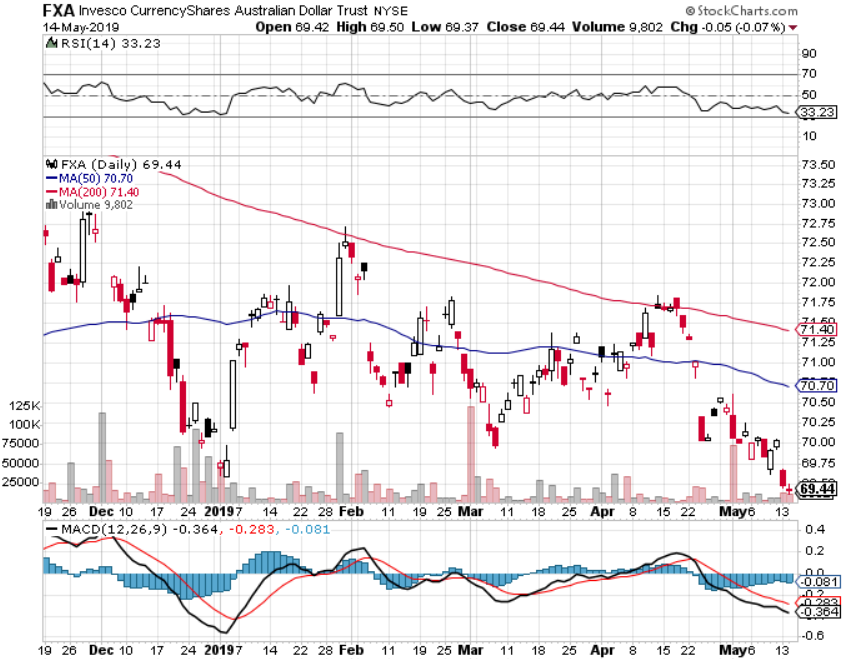 FXA Invesco CurrencyShares Australian Dollar Trust NYSE © StockCharts.com
14-May-2019 Open 69.42 High 69.50 Low 69.37 Close 69.44 Volume 9,802 Chg -0.05 (-0.07%)
RSI(14) 33.23
90
70
50
33.23
10
FXA (Daily) 69.44
MA(50) 70.70
MA(200) 71.40
Volume 9,802
73.50
73.25
73.00
72.75
72.50
72.25
72.00
71.75
71.40
71.25
71.00
70.70
70.50
70.25
70.00
69.75
69.44
125K
100K
75000
50000
25000
19 26 Dec 10 17 24 2019 7 14 22 28 Feb 11 19 25 Mar 11 18 25 Apr 8 15 22 May 6 13
MACD(12,26,9) -0.364, -0.283, -0.081
0.4
0.2
0.0
-0.081
-0.2
-0.283
-0.364
-0.6
19 26 Dec 10 17 24 2019 7 14 22 28 Feb 11 19 25 Mar 11 18 25 Apr 8 15 22 May 6 13